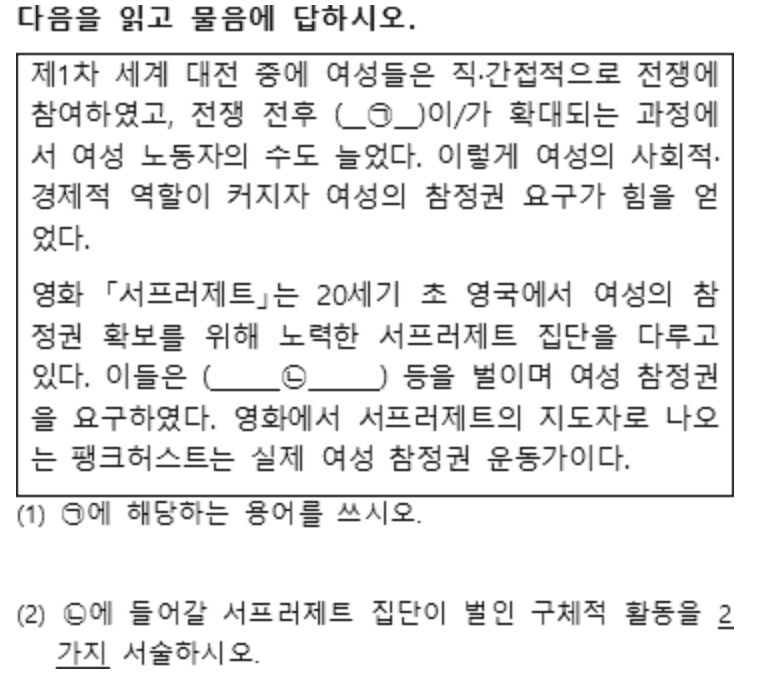 다음을 읽고 물음에 답하시오.
제1차 세계 대전 중에 여성들은 직·간접적으로 전쟁에
참여하였고, 전쟁 전후 (_㉠_)이/가 확대되는 과정에
서 여성 노동자의 수도 늘었다. 이렇게 여성의 사회적·
경제적 역할이 커지자 여성의 참정권 요구가 힘을 얻
었다.
영화 「서프러제트」는 20세기 초 영국에서 여성의 참
정권 확보를 위해 노력한 서프러제트 집단을 다루고
있다. 이들은 (____㉡____) 등을 벌이며 여성 참정권
을 요구하였다. 영화에서 서프러제트의 지도자로 나오
는 팽크허스트는 실제 여성 참정권 운동가이다.
(1) ㉠에 해당하는 용어를 쓰시오.
(2) ㉡에 들어갈 서프러제트 집단이 벌인 구체적 활동을 2
가지 서술하시오.